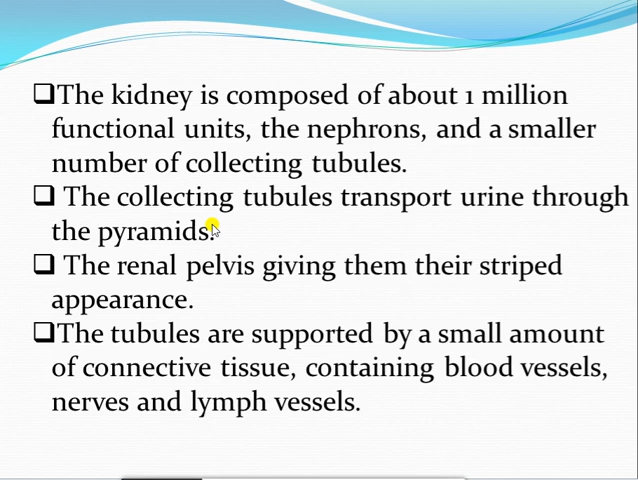 The kidney is composed of about 1 million
functional units, the nephrons, and a smaller
number of collecting tubules.
The collecting tubules transport urine through
the pyramids.
The renal pelvis giving them their striped
appearance.
The tubules are supported by a small amount
of connective tissue, containing blood vessels,
nerves and lymph vessels.